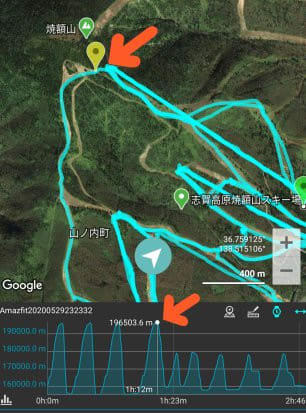 焼額山
志賀高原焼額山スキー場
山ノ内町
36.759125°
138.515106°
+
−
Google
400 m
Amazfit20200529232332
196503.6 m
190000.0 m
180000.0 m
170000.0 m
160000.0 m
1h:12m
0h:0m
1h:23m
2h:46